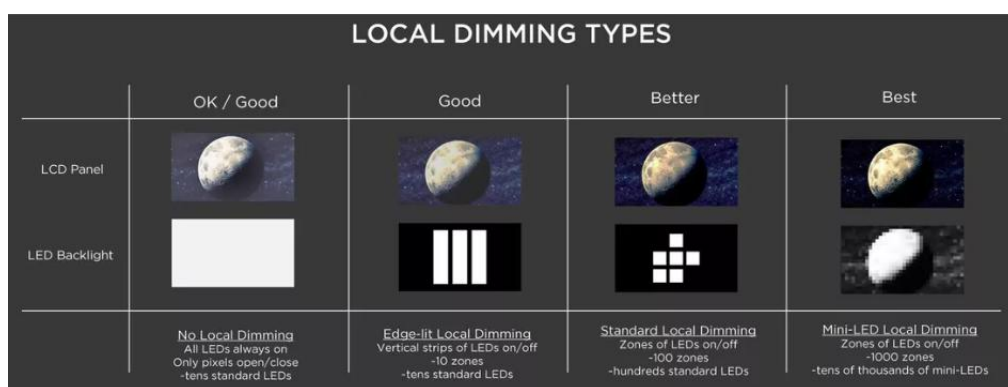 LOCAL DIMMING TYPES
OK / Good
Good
Better
Best
LCD Panel
LED Backlight
No Local Dimming
All LEDs always on
Only pixels open/close
-tens standard LEDs
Edge-lit Local Dimming
Vertical strips of LEDs on/off
-10 zones
-tens standard LEDs
Standard Local Dimming
Zones of LEDs on/off
-100 zones
-hundreds standard LEDs
Mini-LED Local Dimming
Zones of LEDs on/off
-1000 zones
-tens of thousands of mini-LEDs